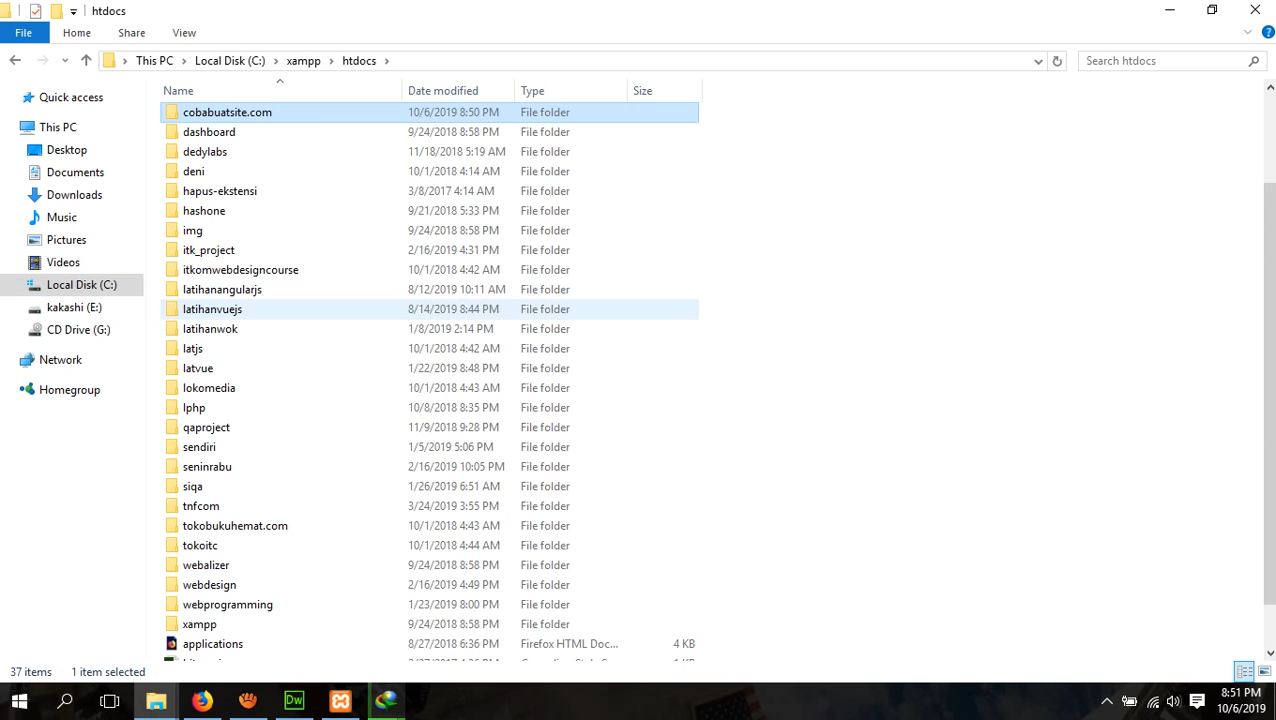 htdocs
File Home Share View
This PC Local Disk (C:) xampp htdocs Search htdocs
Name Date modified Type Size
Quick access
This PC
Desktop
Documents
Downloads
Music
Pictures
Videos
Local Disk (C:)
kakashi (E:)
CD Drive (G:)
Network
Homegroup
cobabuatsite.com 10/6/2019 8:50 PM File folder
dashboard 9/24/2018 8:58 PM File folder
dedylabs 11/18/2018 5:19 AM File folder
deni 10/1/2018 4:14 AM File folder
hapus-ekstensi 3/8/2017 4:14 AM File folder
hashone 9/21/2018 5:33 PM File folder
img 9/24/2018 8:58 PM File folder
itk_project 2/16/2019 4:31 PM File folder
itkomwebdesigncourse 10/1/2018 4:42 AM File folder
latihanangularjs 8/12/2019 10:11 AM File folder
latihanvuejs 8/14/2019 8:44 PM File folder
latihanwok 1/8/2019 2:14 PM File folder
latjs 10/1/2018 4:42 AM File folder
latvue 1/22/2019 8:48 PM File folder
lokomedia 10/1/2018 4:43 AM File folder
lphp 10/8/2018 8:35 PM File folder
qaproject 11/9/2018 9:28 PM File folder
sendiri 1/5/2019 5:06 PM File folder
seninrabu 2/16/2019 10:05 PM File folder
siqa 1/26/2019 6:51 AM File folder
tnfcom 3/24/2019 3:55 PM File folder
tokobukuhemat.com 10/1/2018 4:43 AM File folder
tokoitc 10/1/2018 4:44 AM File folder
webalizer 9/24/2018 8:58 PM File folder
webdesign 2/16/2019 4:49 PM File folder
webprogramming 1/23/2019 8:00 PM File folder
xampp 9/24/2018 8:58 PM File folder
applications 8/27/2018 6:36 PM Firefox HTML Doc... 4 KB
37 items 1 item selected
Dw
8:51 PM
10/6/2019